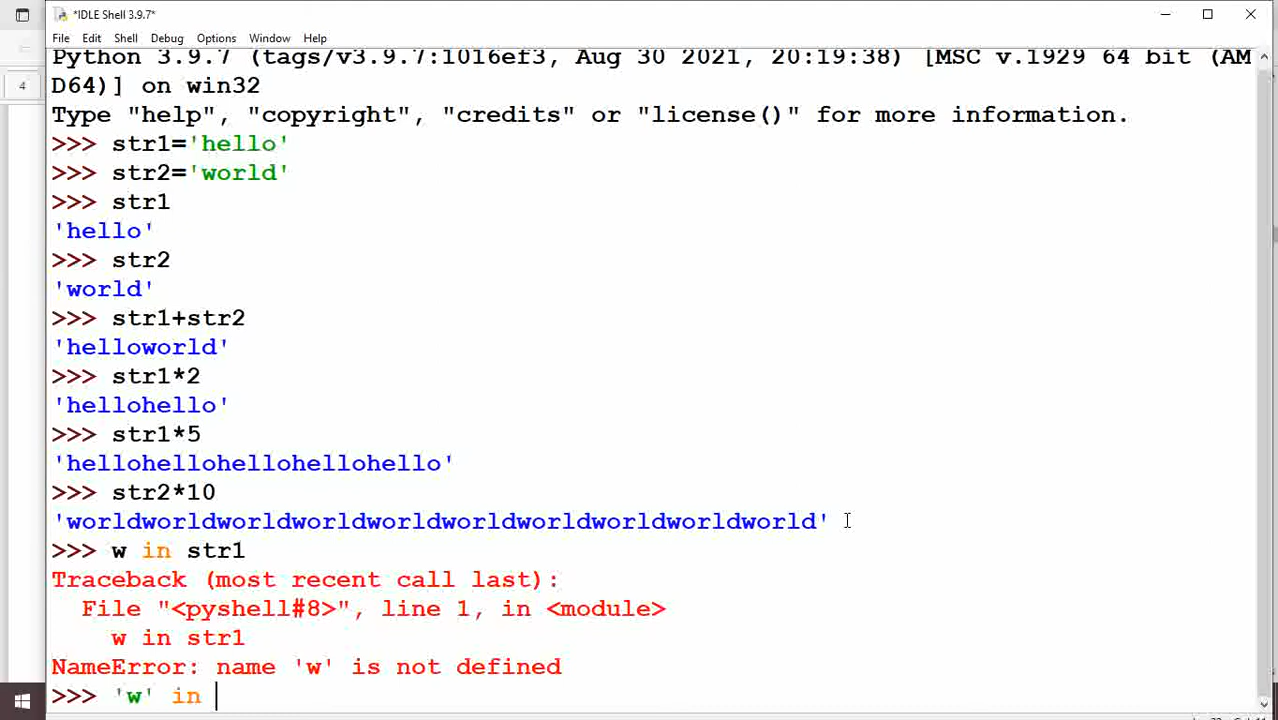 *IDLE Shell 3.9.7*
File Edit Shell Debug Options Window Help
4
Python 3.9.7 (tags/v3.9.7:1016ef3, Aug 30 2021, 20:19:38) [MSC v.1929 64 bit (AM
D64)] on win32
Type "help", "copyright", "credits" or "license()" for more information.
>>> str1='hello'
>>> str2='world'
>>> str1
'hello'
>>> str2
'world'
>>> str1+str2
'helloworld'
>>> str1*2
'hellohello'
>>> str1*5
'hellohellohellohellohello'
>>> str2*10
'worldworldworldworldworldworldworldworldworldworld'
>>> w in str1
Traceback (most recent call last):
  File "<pyshell#8>", line 1, in <module>
    w in str1
NameError: name 'w' is not defined
>>> 'w' in